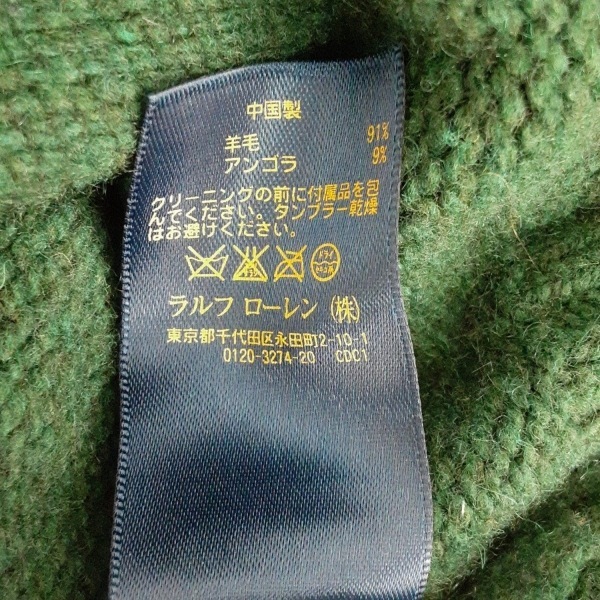 中国製
羊毛 91%
アンゴラ 9%
クリーニングの前に付属品を包
んでください。タンブラー乾燥
はお避けください。
ドライ
ラルフ ローレン (株)
東京都千代田区永田町2-10-1
0120-3274-20 CDC1